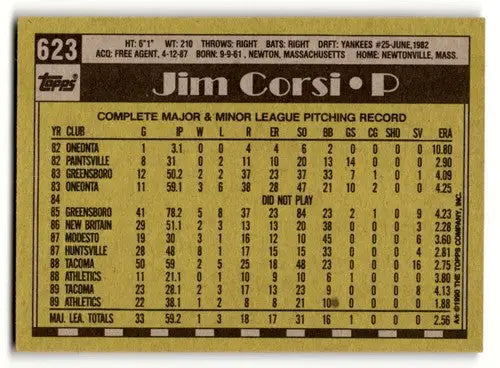 623 HT: 6'1" WT: 210 THROWS: RIGHT BATS: RIGHT DRFT: YANKEES #25-JUNE, 1982
ACQ: FREE AGENT, 4-12-87 BORN: 9-9-61, NEWTON, MASSACHUSETTS HOME: NEWTONVILLE, MASS.
Topps Jim Corsi • P
COMPLETE MAJOR & MINOR LEAGUE PITCHING RECORD
YR CLUB G IP W L R ER SO BB GS CG SHO SV ERA
82 ONEONTA 1 3.1 0 0 4 4 6 2 0 0 0 0 10.80
82 PAINTSVILLE 8 31 0 2 11 10 20 13 14 0 0 0 2.90
83 GREENSBORO 12 50 2 2 37 23 37 33 7 1 0 0 4.09
83 ONEONTA 11 59.1 3 6 38 28 47 21 10 2 0 0 4.25
84 DID NOT PLAY
85 GREENSBORO 41 78.2 5 8 37 23 84 23 2 1 0 9 4.23
86 NEW BRITAIN 29 51.1 2 3 13 38 20 0 0 0 3 2.28
87 MODESTO 19 30 3 1 16 12 45 10 0 0 0 6 3.60
87 HUNTSVILLE 28 48 8 1 17 15 33 15 0 0 0 4 2.81
88 TACOMA 50 59 2 5 25 18 48 23 0 0 0 16 2.75
88 ATHLETICS 11 21.1 0 1 10 9 10 6 1 0 0 0 3.80
89 TACOMA 23 28.1 2 3 8 0 0 0 4.13
89 ATHLETICS 22 38.1 1 2 8 8 21 10 0 0 0 0 1.88
MAJ. LEA. TOTALS 33 59.2 1 3 18 17 31 16 1 0 0 0 2.56
A* © 1990 THE TOPPS COMPANY, INC.